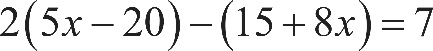 2(5x − 20) − (15 + 8x) = 7